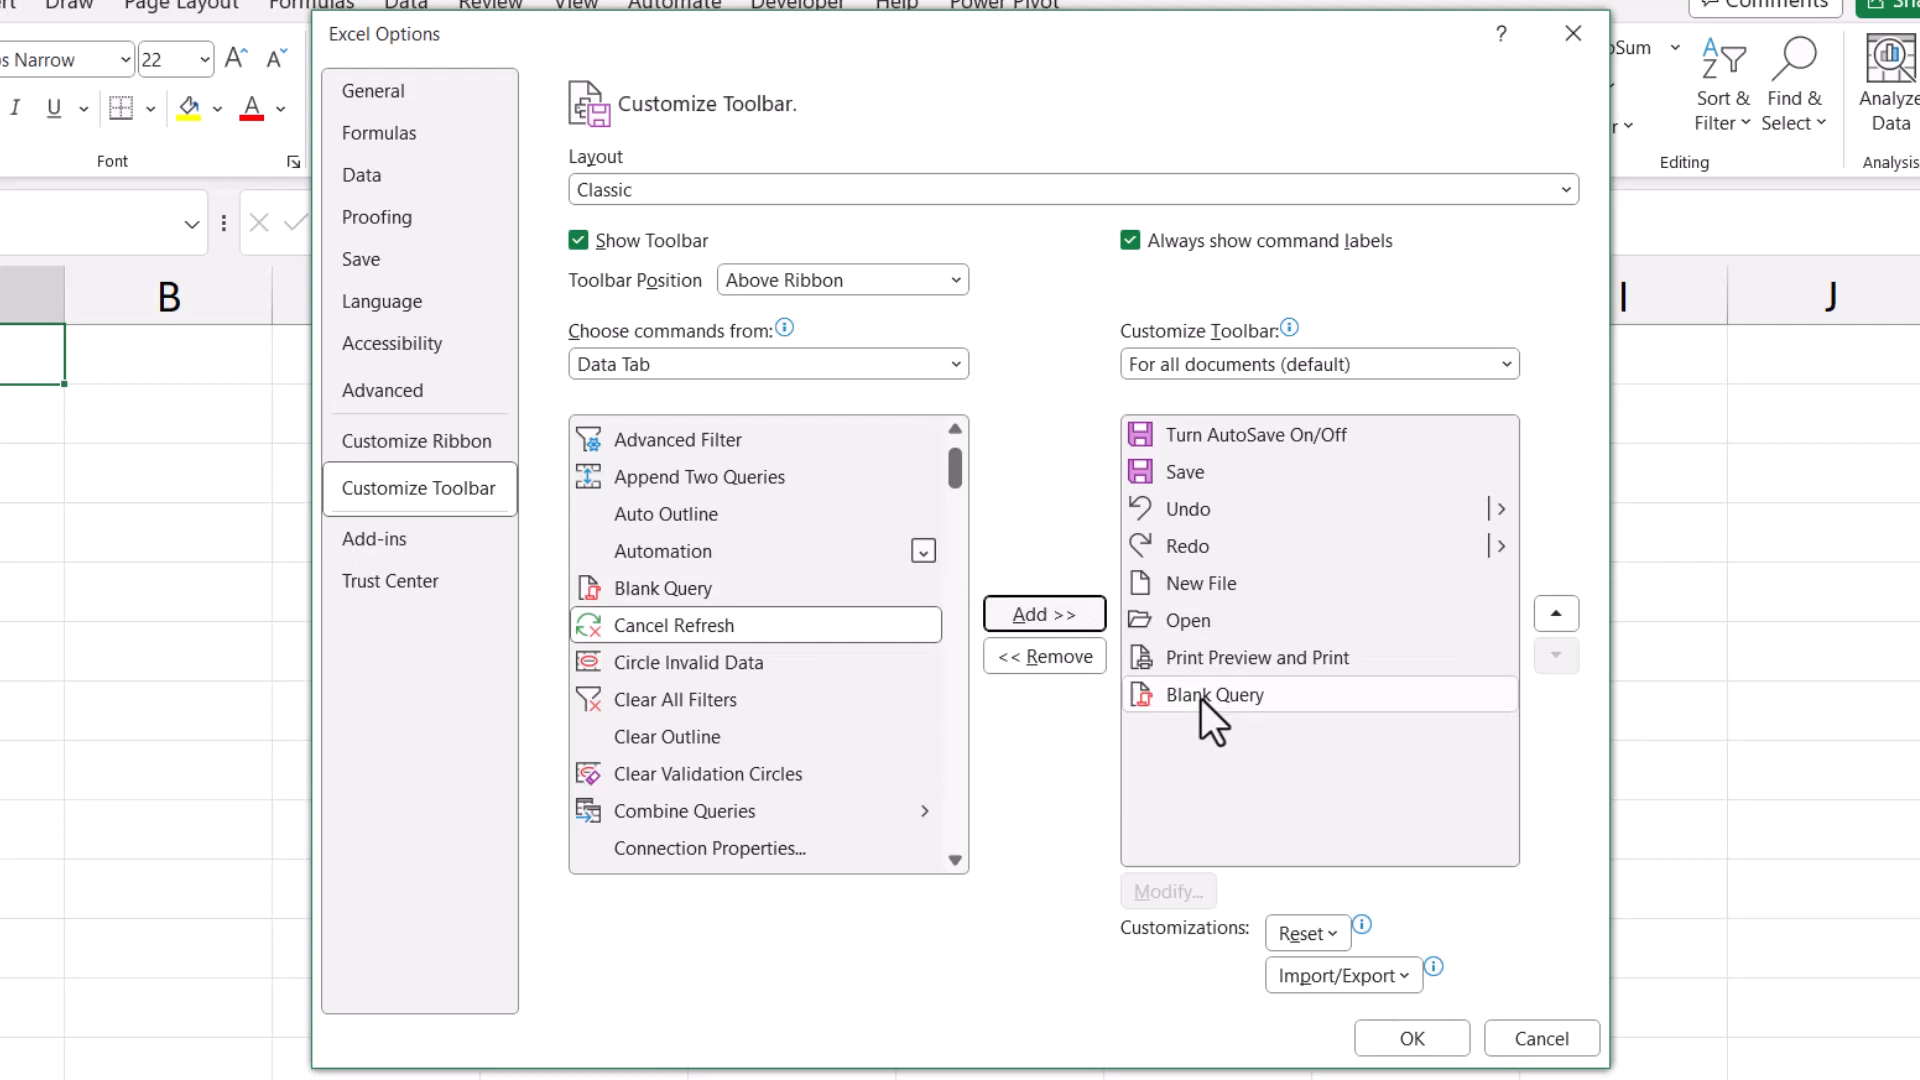 Draw Page Layout Formulas Data Review View Automate Developer Help Power Pivot
Comments
Excel Options
?
s Narrow
22
I U A
Font
Sort &
Filter
Find &
Select
Editing
Analyze
Data
Analysis
B
I
J
General
Formulas
Data
Proofing
Save
Language
Accessibility
Advanced
Customize Ribbon
Customize Toolbar
Add-ins
Trust Center
Customize Toolbar.
Layout
Classic
Show Toolbar
Always show command labels
Toolbar Position
Above Ribbon
Choose commands from:
Data Tab
Advanced Filter
Append Two Queries
Auto Outline
Automation
Blank Query
Cancel Refresh
Circle Invalid Data
Clear All Filters
Clear Outline
Clear Validation Circles
Combine Queries
Connection Properties...
Add >>
<< Remove
Customize Toolbar:
For all documents (default)
Turn AutoSave On/Off
Save
Undo
Redo
New File
Open
Print Preview and Print
Blank Query
Modify...
Customizations:
Reset
Import/Export
OK
Cancel